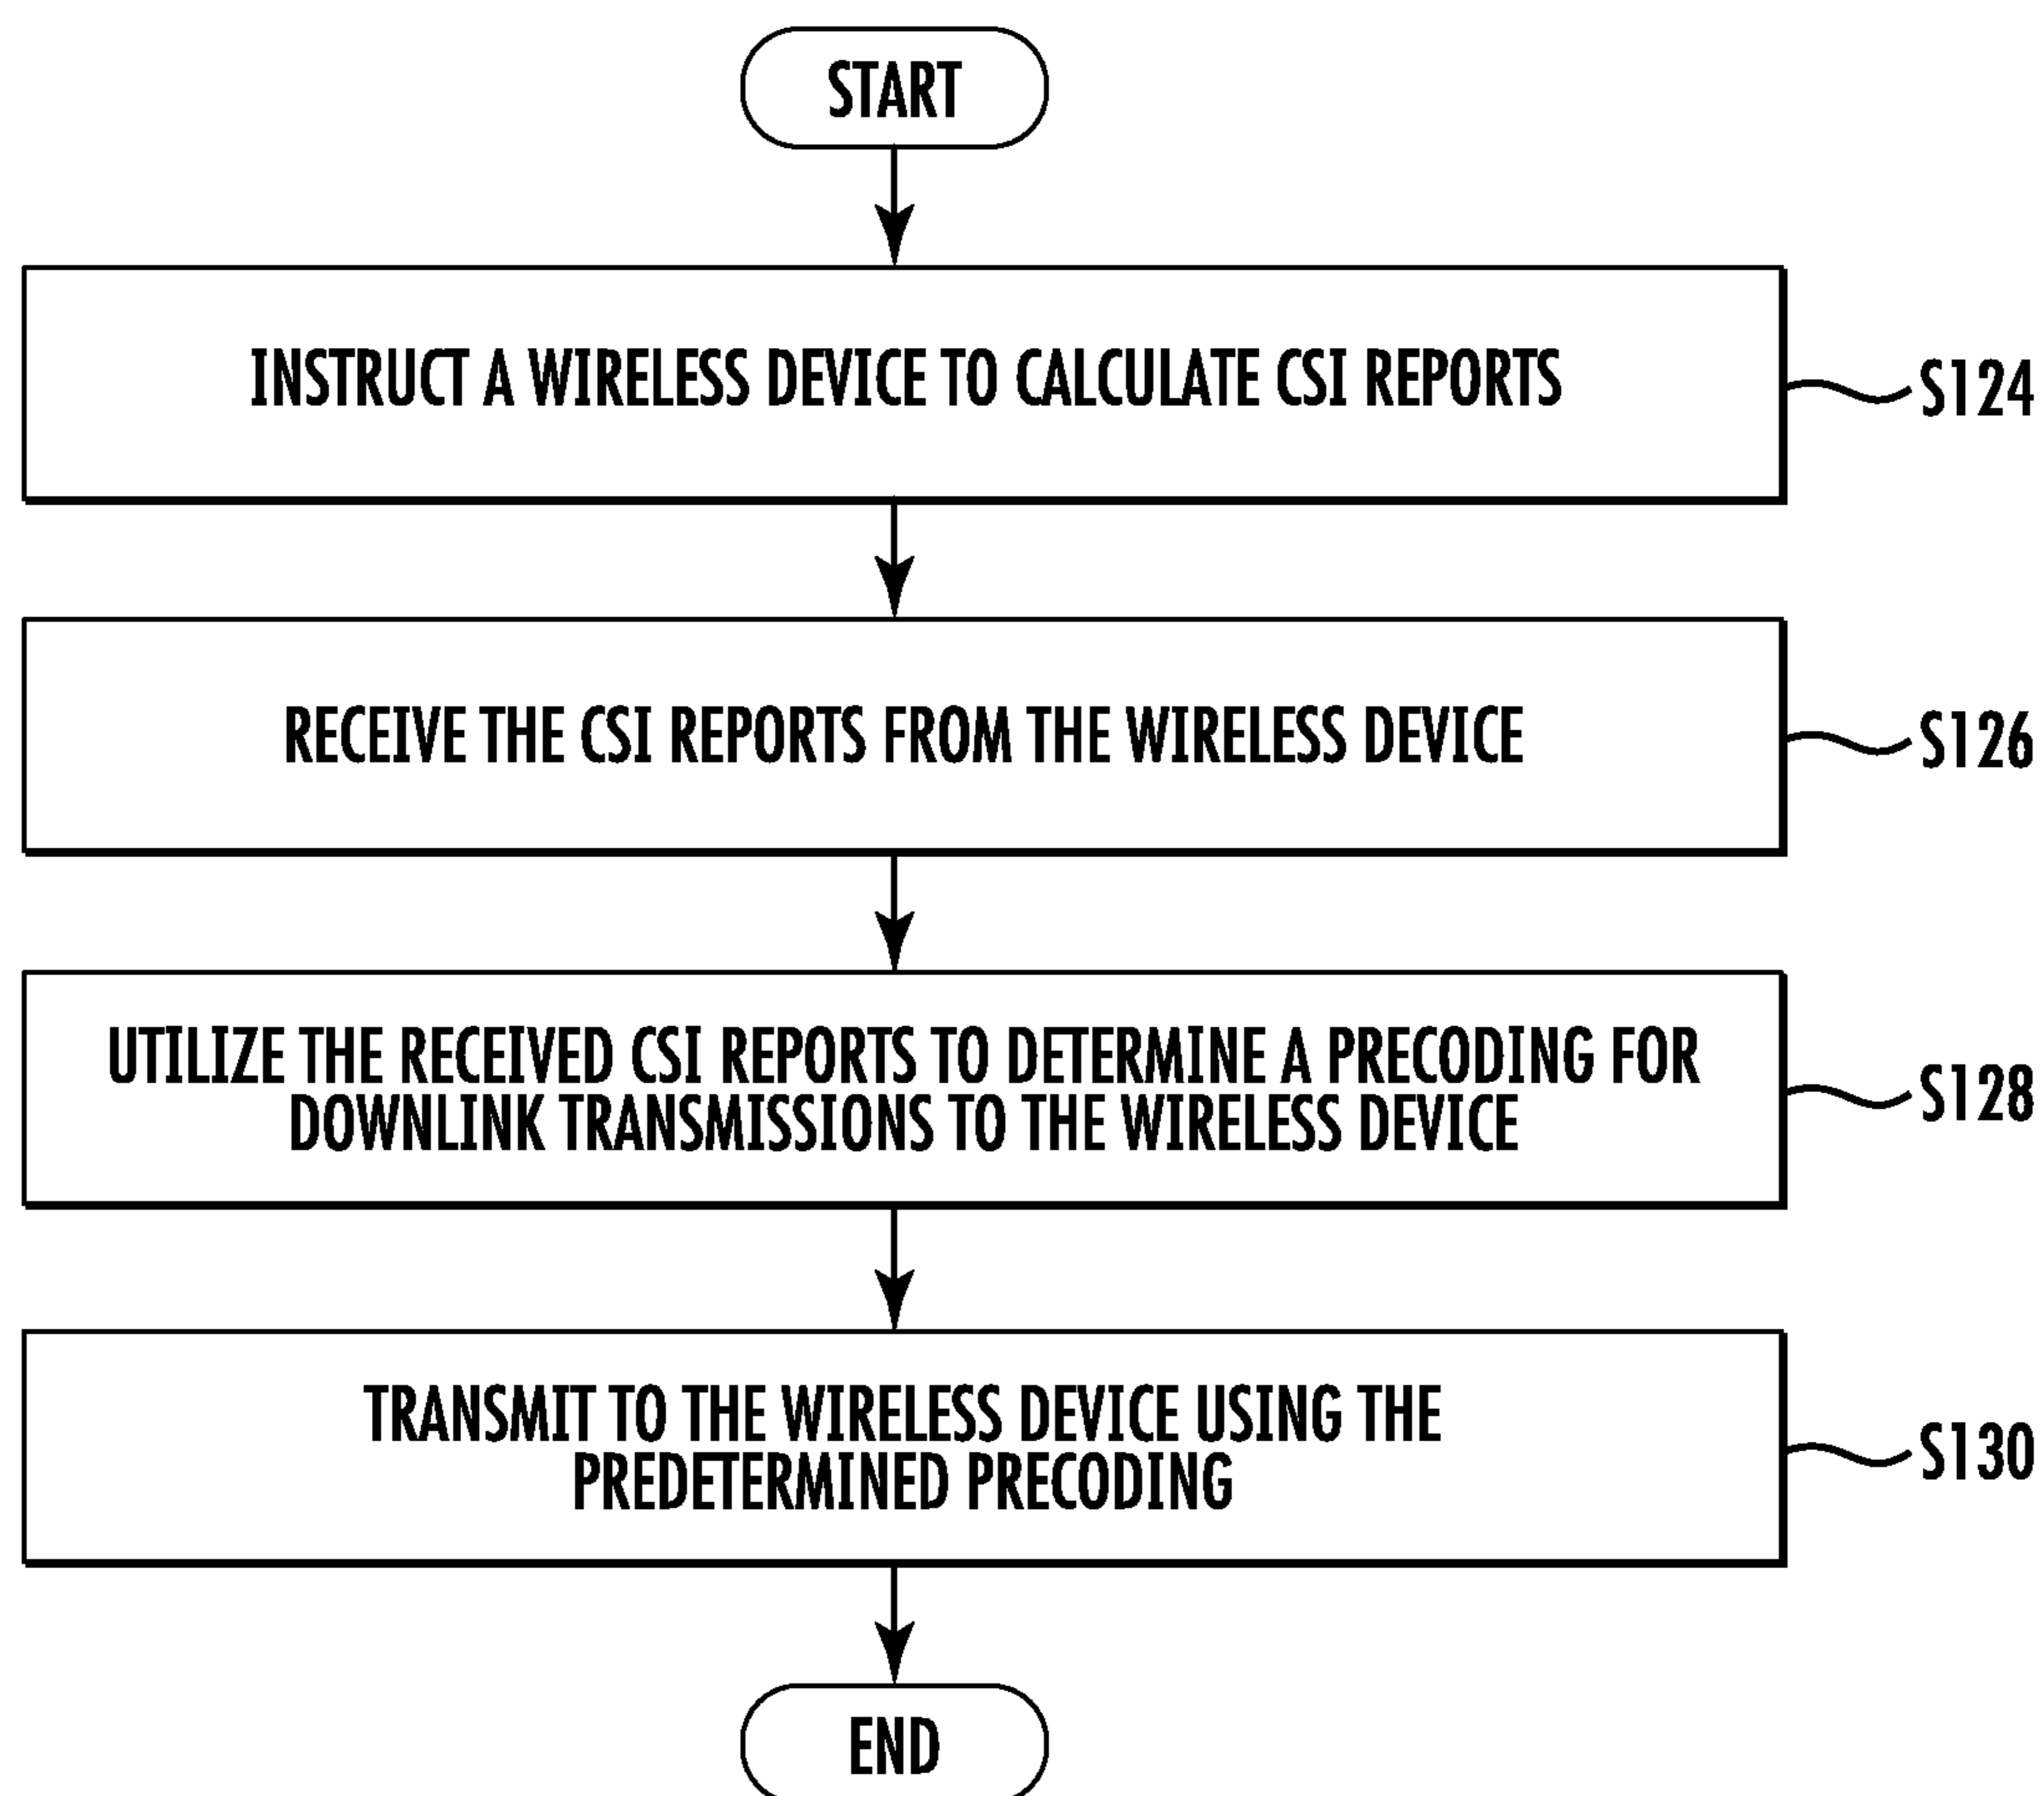 START
INSTRUCT A WIRELESS DEVICE TO CALCULATE CSI REPORTS
S124
RECEIVE THE CSI REPORTS FROM THE WIRELESS DEVICE
S126
UTILIZE THE RECEIVED CSI REPORTS TO DETERMINE A PRECODING FOR
DOWNLINK TRANSMISSIONS TO THE WIRELESS DEVICE
S128
TRANSMIT TO THE WIRELESS DEVICE USING THE
PREDETERMINED PRECODING
S130
END